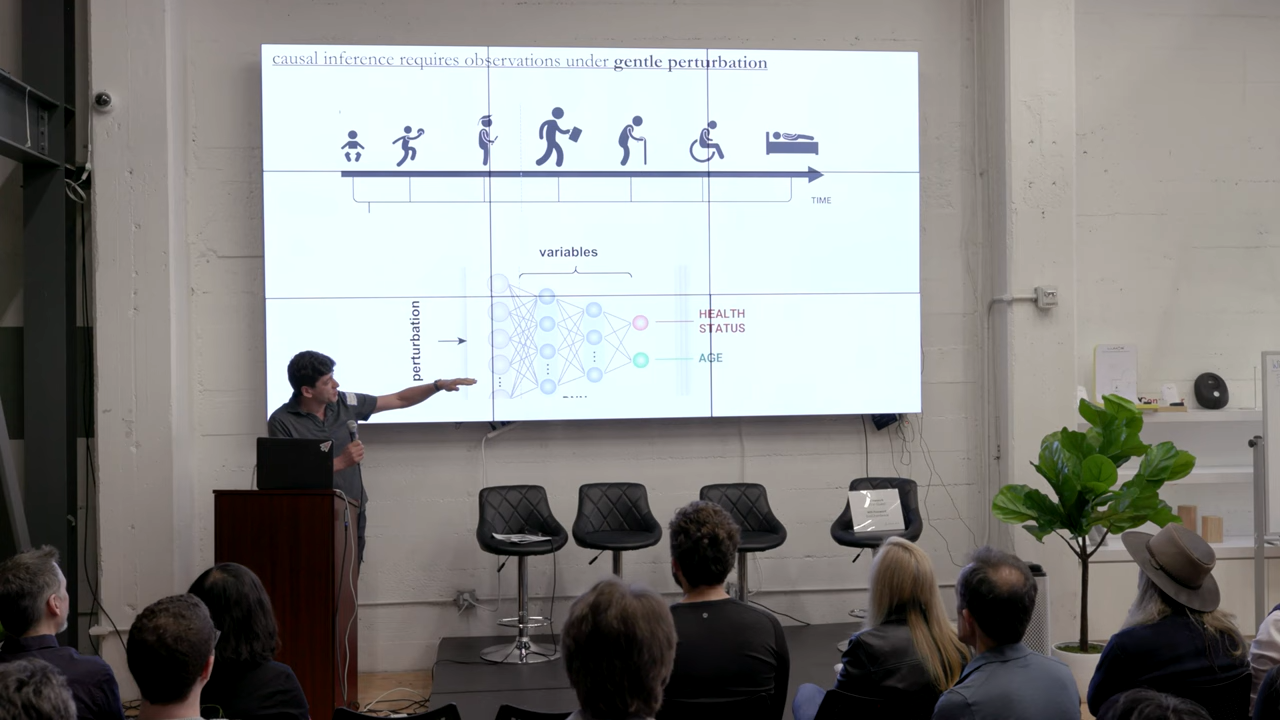 causal inference requires observations under gentle perturbation
TIME
variables
perturbation
HEALTH
STATUS
AGE